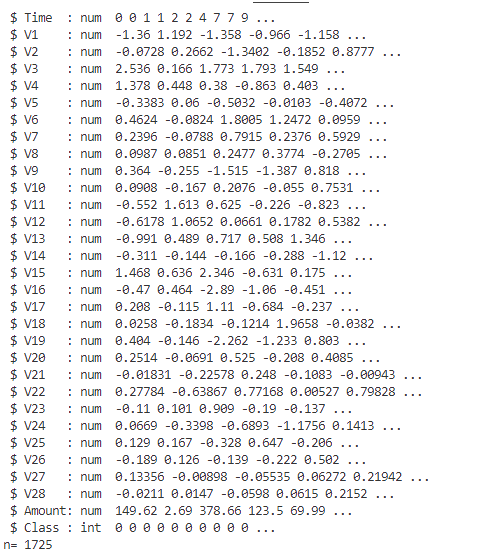 $ Time  : num  0 0 1 1 2 2 4 7 7 9 ...
$ V1    : num  -1.36 1.192 -1.358 -0.966 -1.158 ...
$ V2    : num  -0.0728 0.2662 -1.3402 -0.1852 0.8777 ...
$ V3    : num  2.536 0.166 1.773 1.793 1.549 ...
$ V4    : num  1.378 0.448 0.38 -0.863 0.403 ...
$ V5    : num  -0.3383 0.06 -0.5032 -0.0103 -0.4072 ...
$ V6    : num  0.4624 -0.0824 1.8005 1.2472 0.0959 ...
$ V7    : num  0.2396 -0.0788 0.7915 0.2376 0.5929 ...
$ V8    : num  0.0987 0.0851 0.2477 0.3774 -0.2705 ...
$ V9    : num  0.364 -0.255 -1.515 -1.387 0.818 ...
$ V10   : num  0.0908 -0.167 0.2076 -0.055 0.7531 ...
$ V11   : num  -0.552 1.613 0.625 -0.226 -0.823 ...
$ V12   : num  -0.6178 1.0652 0.0661 0.1782 0.5382 ...
$ V13   : num  -0.991 0.489 0.717 0.508 1.346 ...
$ V14   : num  -0.311 -0.144 -0.166 -0.288 -1.12 ...
$ V15   : num  1.468 0.636 2.346 -0.631 0.175 ...
$ V16   : num  -0.47 0.464 -2.89 -1.06 -0.451 ...
$ V17   : num  0.208 -0.115 1.11 -0.684 -0.237 ...
$ V18   : num  0.0258 -0.1834 -0.1214 1.9658 -0.0382 ...
$ V19   : num  0.404 -0.146 -2.262 -1.233 0.803 ...
$ V20   : num  0.2514 -0.0691 0.525 -0.208 0.4085 ...
$ V21   : num  -0.01831 -0.22578 0.248 -0.1083 -0.00943 ...
$ V22   : num  0.27784 -0.63867 0.77168 0.00527 0.79828 ...
$ V23   : num  -0.11 0.101 0.909 -0.19 -0.137 ...
$ V24   : num  0.0669 -0.3398 -0.6893 -1.1756 0.1413 ...
$ V25   : num  0.129 0.167 -0.328 0.647 -0.206 ...
$ V26   : num  -0.189 0.126 -0.139 -0.222 0.502 ...
$ V27   : num  0.13356 -0.00898 -0.05535 0.06272 0.21942 ...
$ V28   : num  -0.0211 0.0147 -0.0598 0.0615 0.2152 ...
$ Amount: num  149.62 2.69 378.66 123.5 69.99 ...
$ Class : int  0 0 0 0 0 0 0 0 0 0 ...
n= 1725